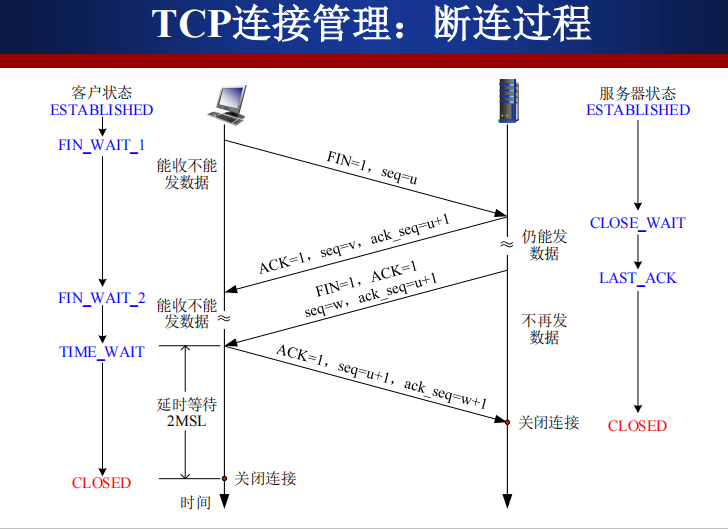 TCP连接管理：断连过程
客户状态
ESTABLISHED
FIN_WAIT_1
能收不能
发数据
FIN=1，seq=u
服务器状态
ESTABLISHED
ACK=1，seq=v，ack_seq=u+1
仍能发
数据
CLOSE_WAIT
FIN_WAIT_2
能收不能
发数据
≈
≈
FIN=1，ACK=1
seq=w，ack_seq=u+1
LAST_ACK
不再发
数据
TIME_WAIT
ACK=1，seq=u+1，ack_seq=w+1
延时等待
2MSL
关闭连接
CLOSED
CLOSED
关闭连接
时间